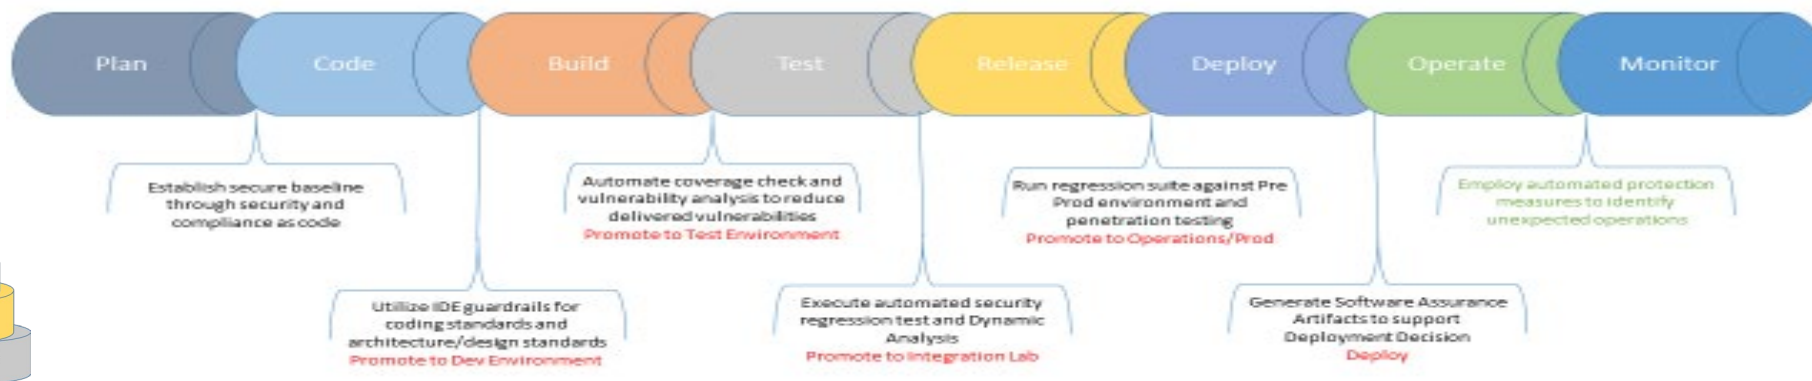 Plan
Code
Build
Test
Release
Deploy
Operate
Monitor
Establish secure baseline
through security and
compliance as code
Utilize IDE guardrails for
coding standards and
architecture/design standards
Promote to Dev Environment
Automate coverage check and
vulnerability analysis to reduce
delivered vulnerabilities
Promote to Test Environment
Execute automated security
regression test and Dynamic
Analysis
Promote to Integration Lab
Run regression suite against Pre
Prod environment and
penetration testing
Promote to Operations/Prod
Generate Software Assurance
Artifacts to support
Deployment Decision
Deploy
Employ automated protection
measures to identify
unexpected operations